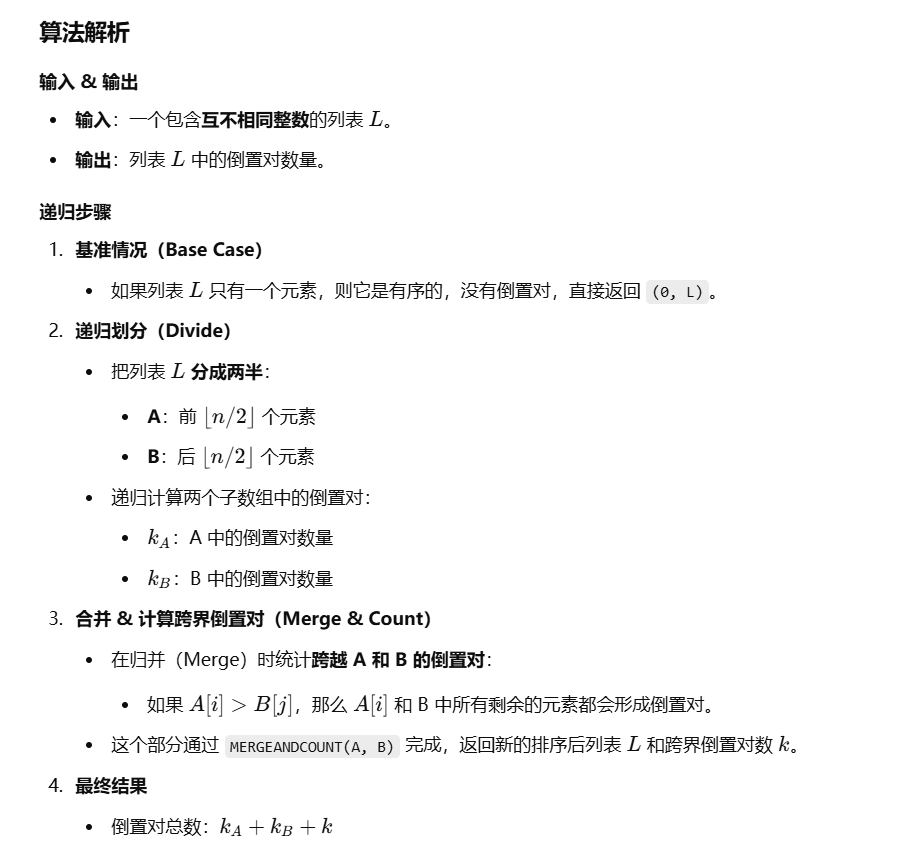 算法解析
输入 & 输出
• 输入：一个包含互不相同整数的列表 L。
• 输出：列表 L 中的倒置对数量。
递归步骤
1. 基准情况（Base Case）
• 如果列表 L 只有一个元素，则它是有序的，没有倒置对，直接返回 (0, L)。
2. 递归划分（Divide）
• 把列表 L 分成两半：
• A：前 ⌊n/2⌋ 个元素
• B：后 ⌊n/2⌋ 个元素
• 递归计算两个子数组中的倒置对：
• k_A：A 中的倒置对数量
• k_B：B 中的倒置对数量
3. 合并 & 计算跨界倒置对（Merge & Count）
• 在归并（Merge）时统计跨越 A 和 B 的倒置对：
• 如果 A[i] > B[j]，那么 A[i] 和 B 中所有剩余的元素都会形成倒置对。
• 这个部分通过 MERGEANDCOUNT(A, B) 完成，返回新的排序后列表 L 和跨界倒置对数 k。
4. 最终结果
• 倒置对总数：k_A + k_B + k